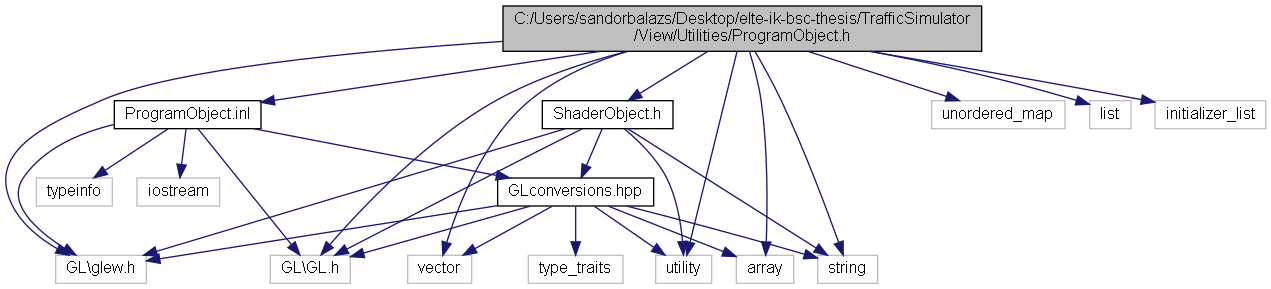 C:/Users/sandorbalazs/Desktop/elte-ik-bsc-thesis/TrafficSimulator
/View/Utilities/ProgramObject.h
ProgramObject.inl
ShaderObject.h
unordered_map
list
initializer_list
typeinfo
iostream
GLconversions.hpp
GL\glew.h
GL\GL.h
vector
type_traits
utility
array
string